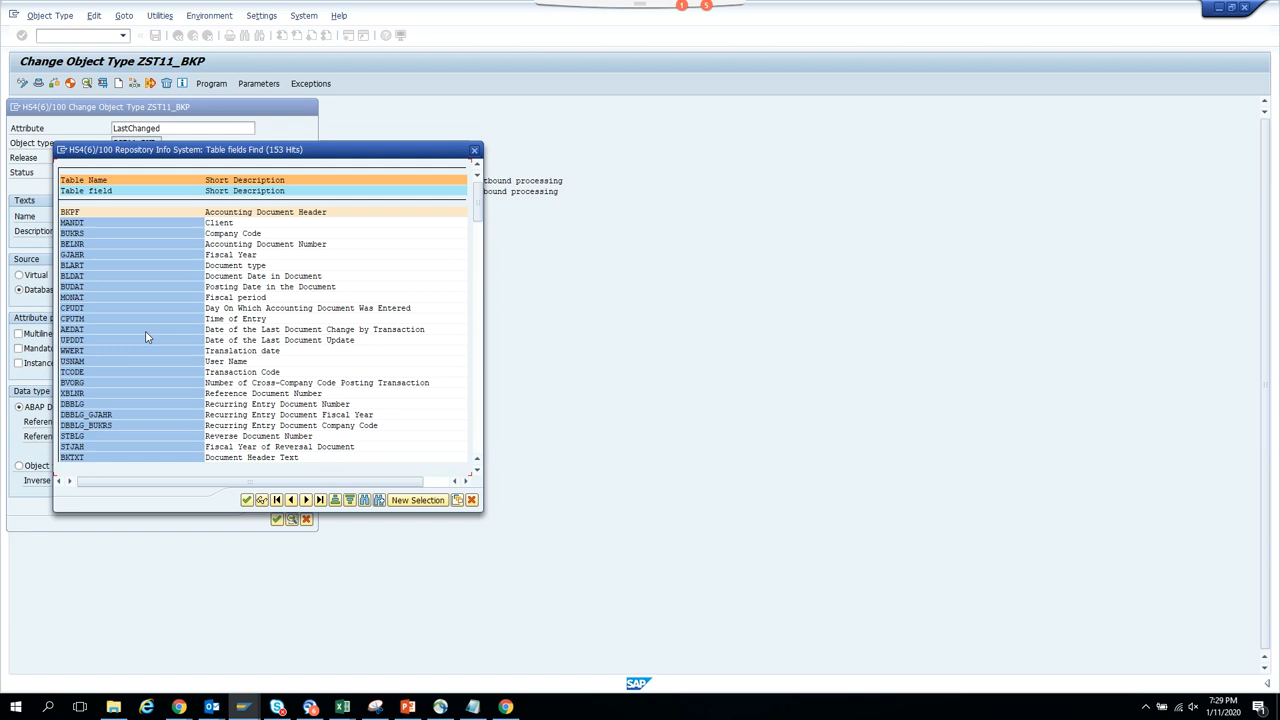 1 5
Object Type Edit Goto Utilities Environment Settings System Help
Change Object Type ZST11_BKP
Program Parameters Exceptions
HS4(6)/100 Change Object Type ZST11_BKP
Attribute LastChanged
Object type
Release
Status
Texts
Name
Description
Source
Virtual
Database
Attribute p
Multiline
Mandato
Instance
Data type
ABAP D
Referen
Referen
Object
Inverse
tbound processing
bound processing
HS4(6)/100 Repository Info System: Table fields Find (153 Hits)
Table Name Short Description
Table field Short Description
BKPF Accounting Document Header
MANDT Client
BUKRS Company Code
BELNR Accounting Document Number
GJAHR Fiscal Year
BLART Document type
BLDAT Document Date in Document
BUDAT Posting Date in the Document
MONAT Fiscal period
CPUDT Day On Which Accounting Document Was Entered
CPUTM Time of Entry
AEDAT Date of the Last Document Change by Transaction
UPDDT Date of the Last Document Update
WWERT Translation date
USNAM User Name
TCODE Transaction Code
BVORG Number of Cross-Company Code Posting Transaction
XBLNR Reference Document Number
DBBLG Recurring Entry Document Number
DBBLG_GJAHR Recurring Entry Document Fiscal Year
DBBLG_BUKRS Recurring Entry Document Company Code
STBLG Reverse Document Number
STJAH Fiscal Year of Reversal Document
BKTXT Document Header Text
New Selection
SAP
7:29 PM
1/11/2020